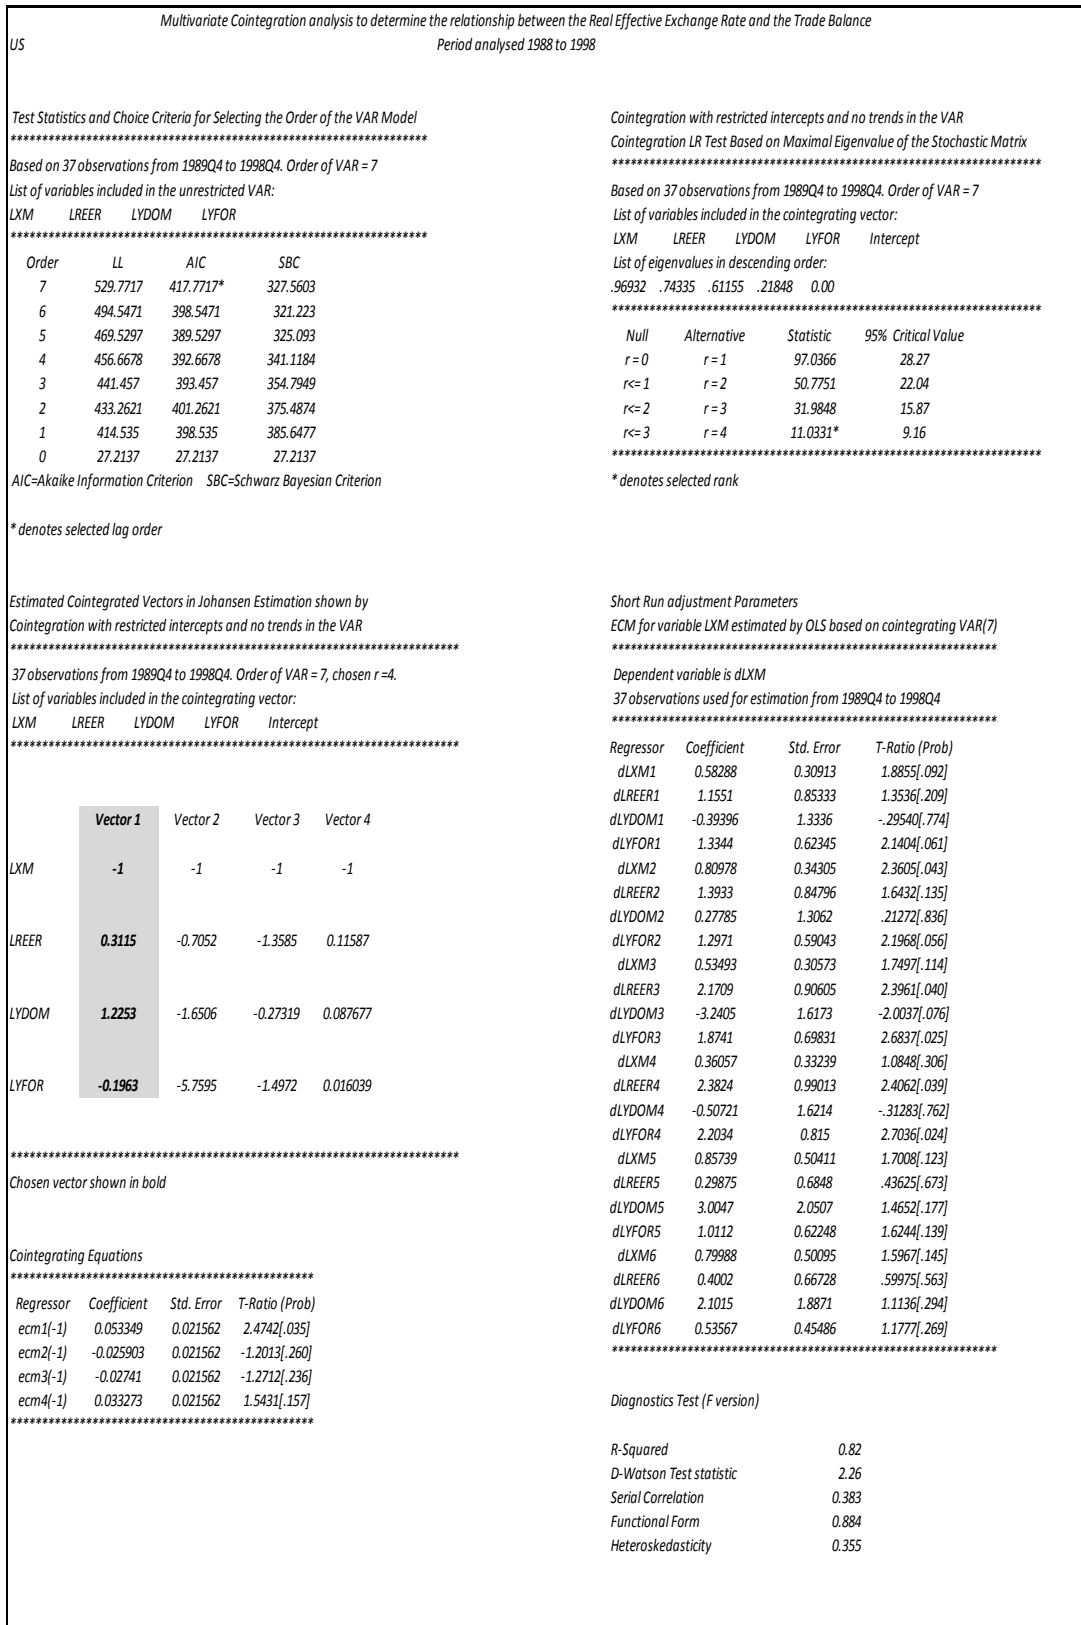 Multivariate Cointegration analysis to determine the relationship between the Real Effective Exchange Rate and the Trade Balance
US Period analysed 1988 to 1998
Test Statistics and Choice Criteria for Selecting the Order of the VAR Model
******************************************************************
Based on 37 observations from 1989Q4 to 1998Q4. Order of VAR = 7
List of variables included in the unrestricted VAR:
LXM LREER LYDOM LYFOR
******************************************************************
Order LL AIC SBC
7 529.7717 417.7717* 327.5603
6 494.5471 398.5471 321.223
5 469.5297 389.5297 325.093
4 456.6678 392.6678 341.1184
3 441.457 393.457 354.7949
2 433.2621 401.2621 375.4874
1 414.535 398.535 385.6477
0 27.2137 27.2137 27.2137
AIC=Akaike Information Criterion SBC=Schwarz Bayesian Criterion
* denotes selected lag order
Cointegration with restricted intercepts and no trends in the VAR
Cointegration LR Test Based on Maximal Eigenvalue of the Stochastic Matrix
********************************************************************
Based on 37 observations from 1989Q4 to 1998Q4. Order of VAR = 7
List of variables included in the cointegrating vector:
LXM LREER LYDOM LYFOR Intercept
List of eigenvalues in descending order:
.96932 .74335 .61155 .21848 0.00
********************************************************************
Null Alternative Statistic 95% Critical Value
r = 0 r = 1 97.0366 28.27
r<= 1 r = 2 50.7751 22.04
r<= 2 r = 3 31.9848 15.87
r<= 3 r = 4 11.0331* 9.16
********************************************************************
* denotes selected rank
Estimated Cointegrated Vectors in Johansen Estimation shown by
Cointegration with restricted intercepts and no trends in the VAR
***********************************************************************
37 observations from 1989Q4 to 1998Q4. Order of VAR = 7, chosen r =4.
List of variables included in the cointegrating vector:
LXM LREER LYDOM LYFOR Intercept
***********************************************************************
Vector 1 Vector 2 Vector 3 Vector 4
LXM -1 -1 -1 -1
LREER 0.3115 -0.7052 -1.3585 0.11587
LYDOM 1.2253 -1.6506 -0.27319 0.087677
LYFOR -0.1963 -5.7595 -1.4972 0.016039
***********************************************************************
Chosen vector shown in bold
Cointegrating Equations
************************************************
Regressor Coefficient Std. Error T-Ratio (Prob)
ecm1(-1) 0.053349 0.021562 2.4742[.035]
ecm2(-1) -0.025903 0.021562 -1.2013[.260]
ecm3(-1) -0.02741 0.021562 -1.2712[.236]
ecm4(-1) 0.033273 0.021562 1.5431[.157]
************************************************
Short Run adjustment Parameters
ECM for variable LXM estimated by OLS based on cointegrating VAR(7)
*************************************************************
Dependent variable is dLXM
37 observations used for estimation from 1989Q4 to 1998Q4
*************************************************************
Regressor Coefficient Std. Error T-Ratio (Prob)
dLXM1 0.58288 0.30913 1.8855[.092]
dLREER1 1.1551 0.85333 1.3536[.209]
dLYDOM1 -0.39396 1.3336 -.29540[.774]
dLYFOR1 1.3344 0.62345 2.1404[.061]
dLXM2 0.80978 0.34305 2.3605[.043]
dLREER2 1.3933 0.84796 1.6432[.135]
dLYDOM2 0.27785 1.3062 .21272[.836]
dLYFOR2 1.2971 0.59043 2.1968[.056]
dLXM3 0.53493 0.30573 1.7497[.114]
dLREER3 2.1709 0.90605 2.3961[.040]
dLYDOM3 -3.2405 1.6173 -2.0037[.076]
dLYFOR3 1.8741 0.69831 2.6837[.025]
dLXM4 0.36057 0.33239 1.0848[.306]
dLREER4 2.3824 0.99013 2.4062[.039]
dLYDOM4 -0.50721 1.6214 -.31283[.762]
dLYFOR4 2.2034 0.815 2.7036[.024]
dLXM5 0.85739 0.50411 1.7008[.123]
dLREER5 0.29875 0.6848 .43625[.673]
dLYDOM5 3.0047 2.0507 1.4652[.177]
dLYFOR5 1.0112 0.62248 1.6244[.139]
dLXM6 0.79988 0.50095 1.5967[.145]
dLREER6 0.4002 0.66728 .59975[.563]
dLYDOM6 2.1015 1.8871 1.1136[.294]
dLYFOR6 0.53567 0.45486 1.1777[.269]
*************************************************************
Diagnostics Test (F version)
R-Squared 0.82
D-Watson Test statistic 2.26
Serial Correlation 0.383
Functional Form 0.884
Heteroskedasticity 0.355